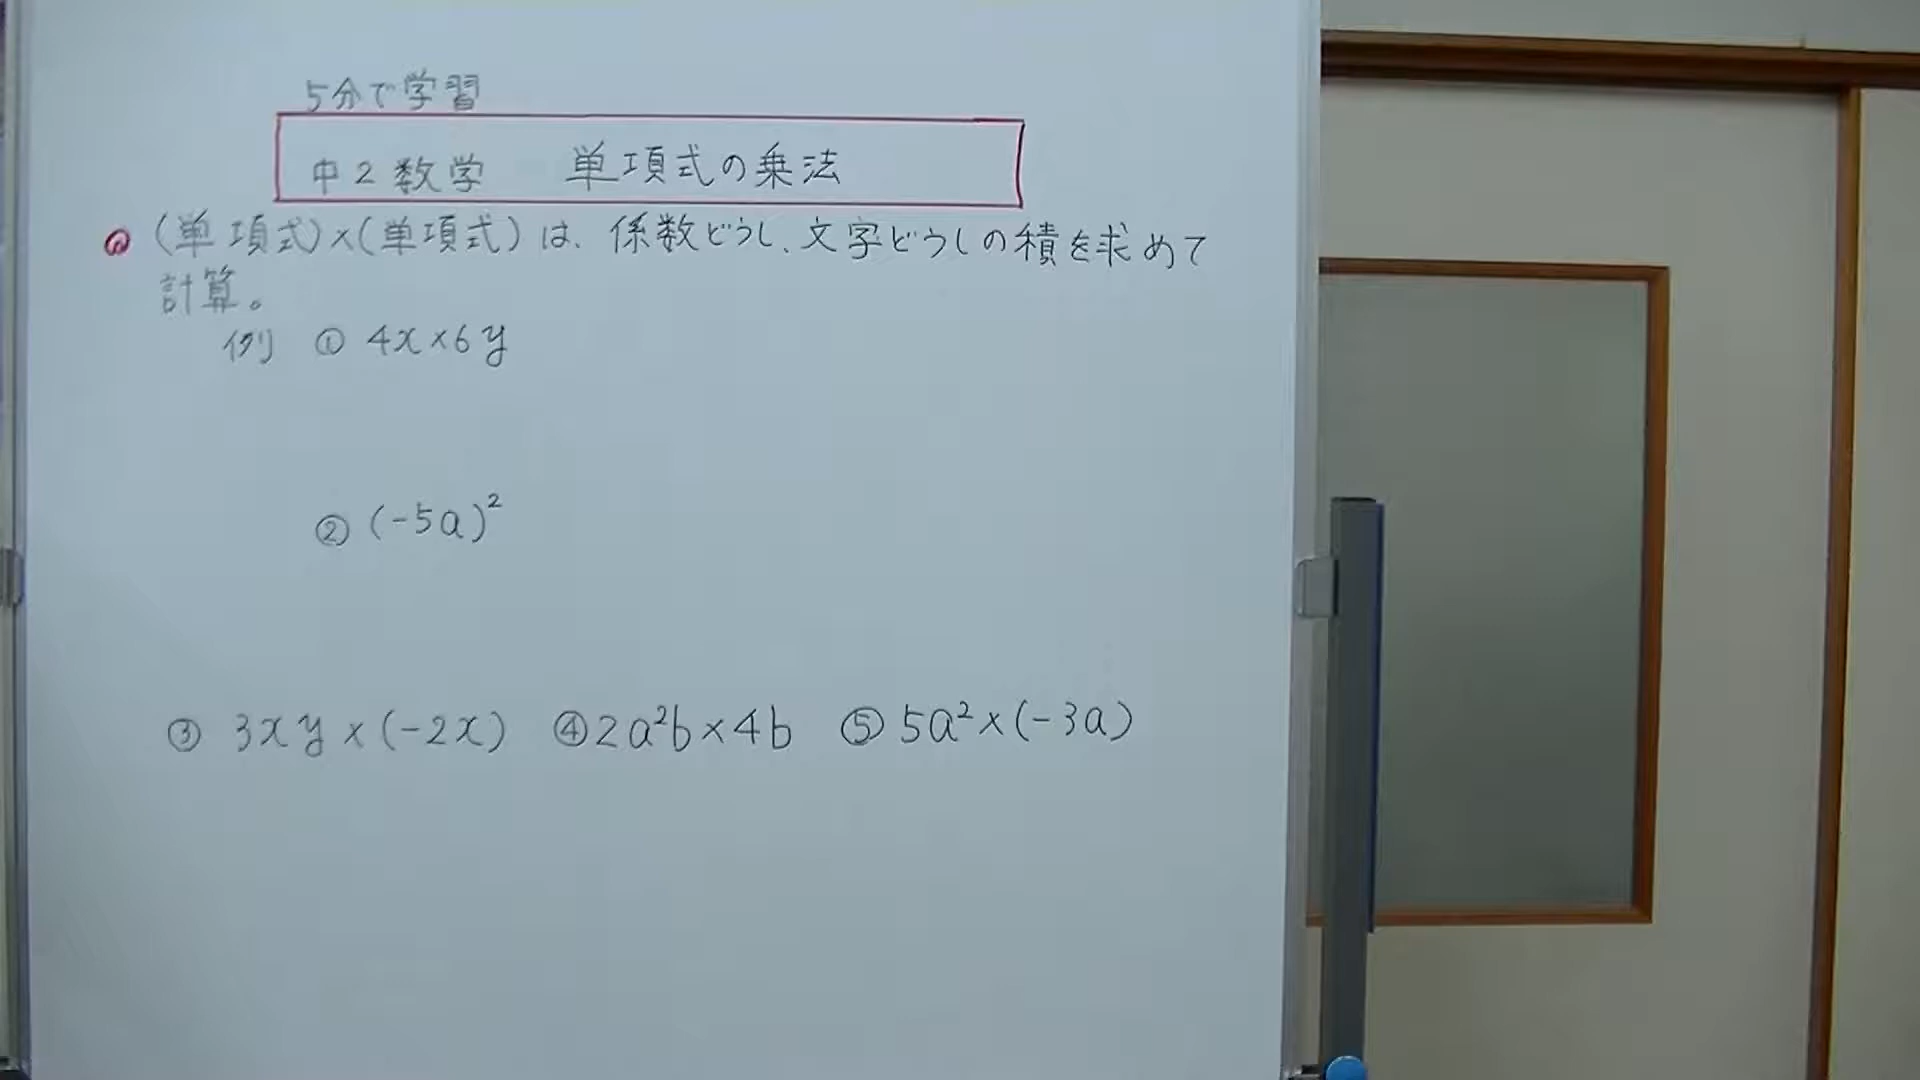 5分で学習
中2数学 単項式の乗法
(単項式)×(単項式)は、係数どうし、文字どうしの積を求めて
計算。
例 ① 4x×6y
② (-5a)²
③ 3xy×(-2x) ④2a²b×4b ⑤5a²×(-3a)